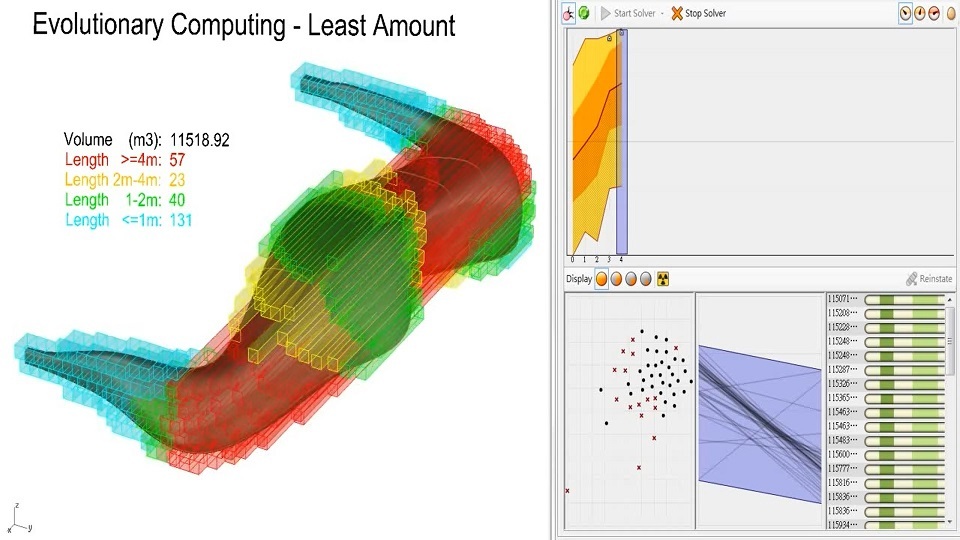 Evolutionary Computing - Least Amount
Volume (m3): 11518.92
Length >=4m: 57
Length 2m-4m: 23
Length 1-2m: 40
Length <=1m: 131
z
x y
Start Solver Stop Solver
0 1 2 3 4
Display Reinstate
115071···
115208···
115228···
115248···
115248···
115287···
115326···
115365···
115463···
115463···
115483···
115600···
115777···
115816···
115836···
115836···
115934···